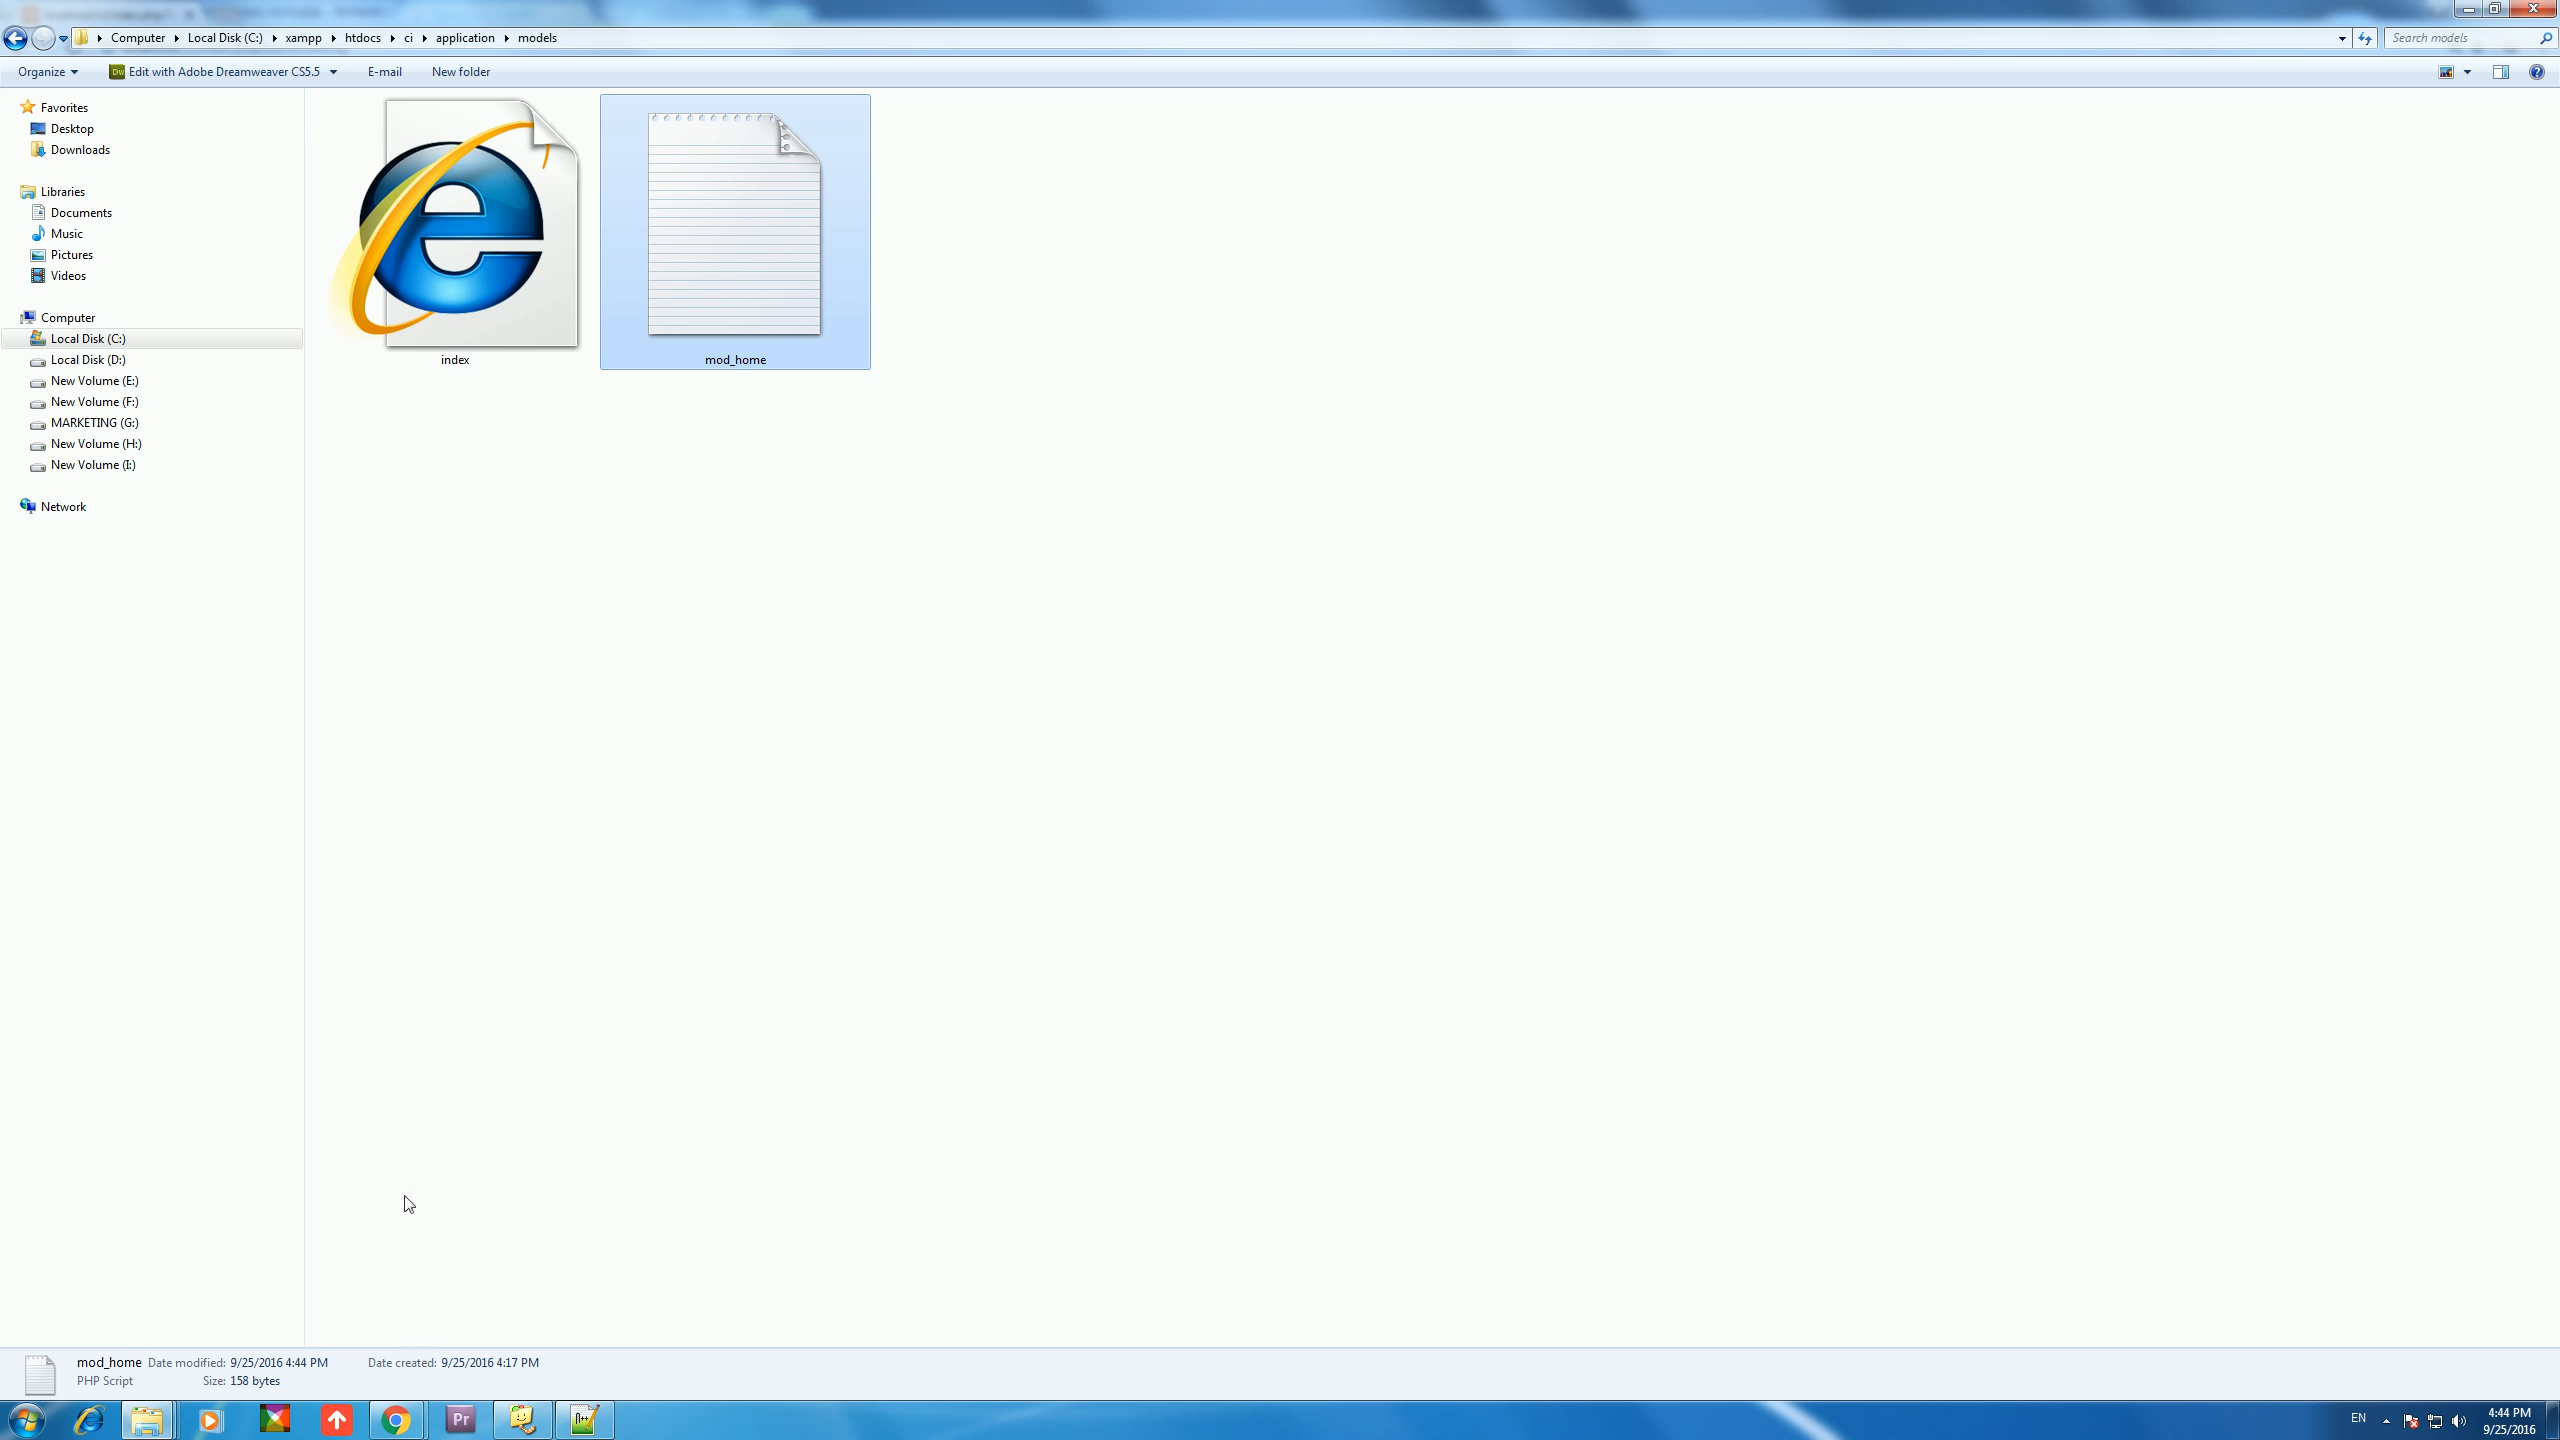 Computer Local Disk (C:) xampp htdocs ci application models
Search models
Organize
Edit with Adobe Dreamweaver CS5.5
E-mail
New folder
Favorites
Desktop
Downloads
Libraries
Documents
Music
Pictures
Videos
Computer
Local Disk (C:)
Local Disk (D:)
New Volume (E:)
New Volume (F:)
MARKETING (G:)
New Volume (H:)
New Volume (I:)
Network
index
mod_home
mod_home Date modified: 9/25/2016 4:44 PM Date created: 9/25/2016 4:17 PM
PHP Script Size: 158 bytes
Pr
EN
4:44 PM
9/25/2016